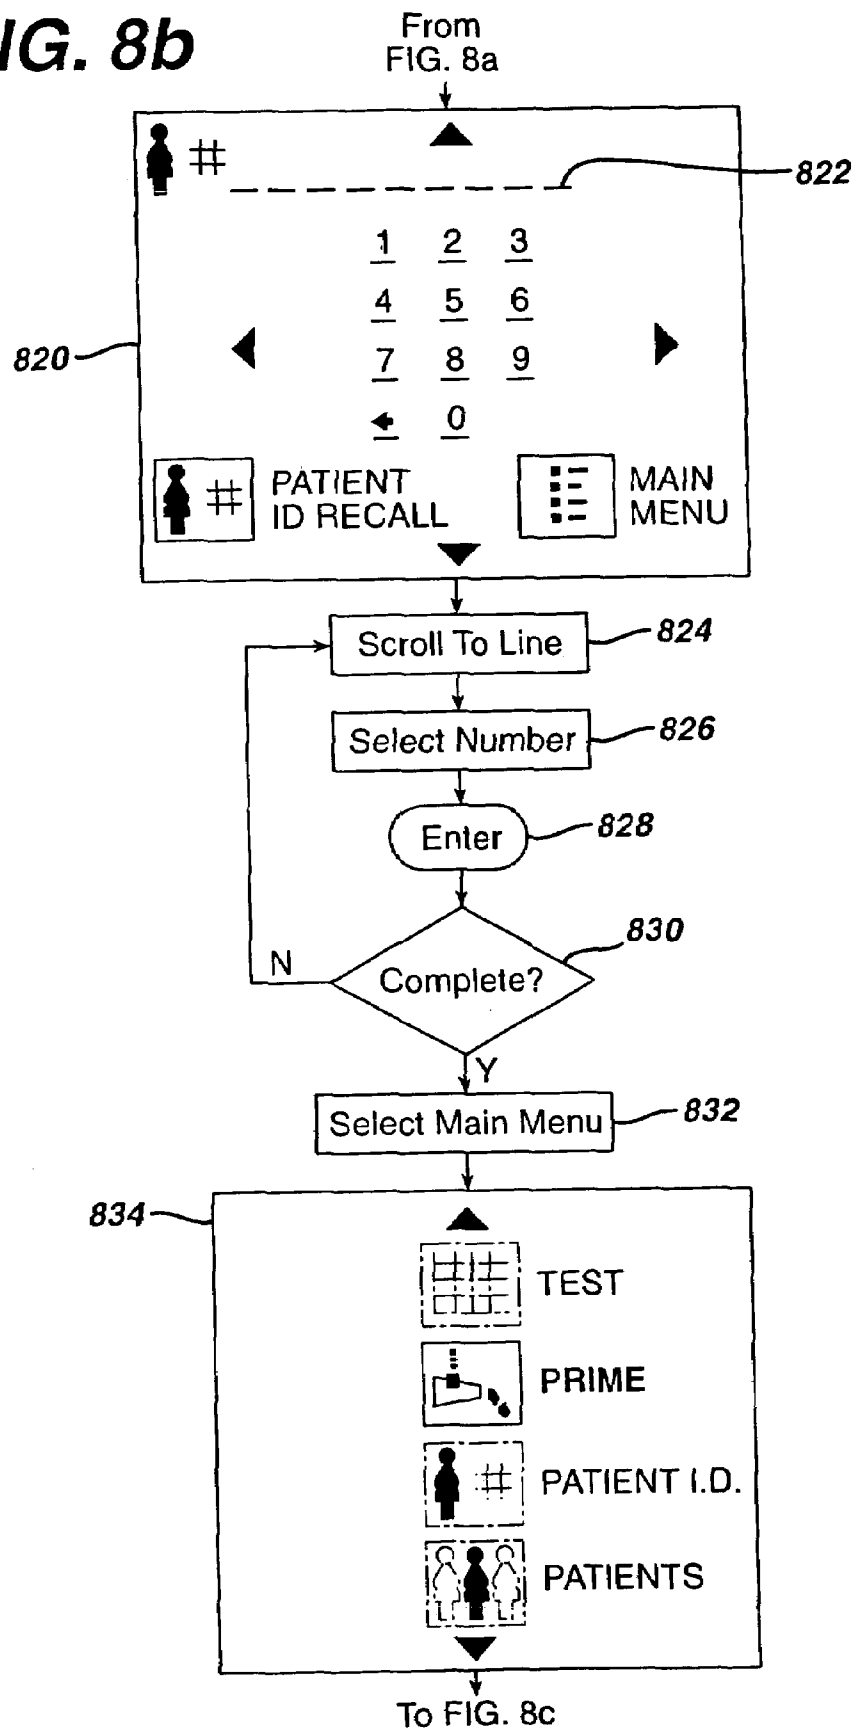 IG. 8b
From
FIG. 8a
#
822
1 2 3
4 5 6
820
7 8 9
0
# PATIENT
ID RECALL
MAIN
MENU
Scroll To Line
824
Select Number
826
Enter
828
830
N
Complete?
Y
Select Main Menu
832
834
TEST
PRIME
# PATIENT I.D.
PATIENTS
To FIG. 8c